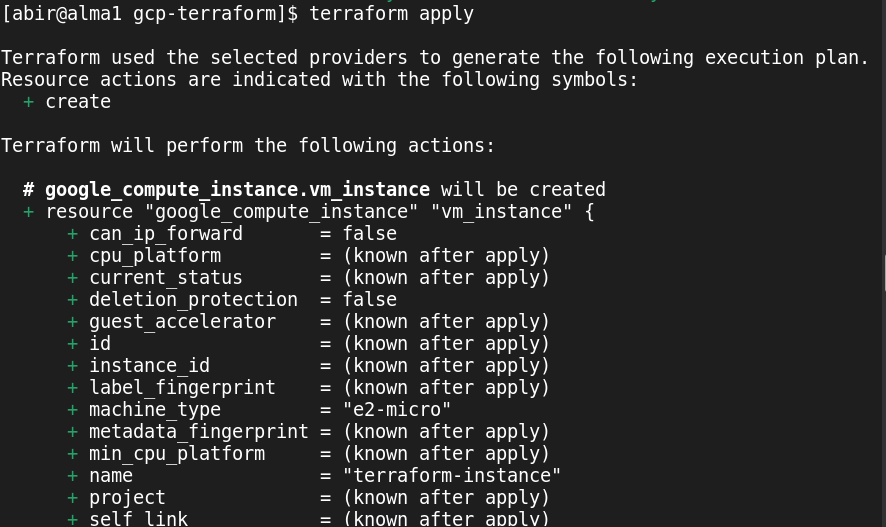 [abir@alma1 gcp-terraform]$ terraform apply
Terraform used the selected providers to generate the following execution plan.
Resource actions are indicated with the following symbols:
  + create
Terraform will perform the following actions:
  # google_compute_instance.vm_instance will be created
  + resource "google_compute_instance" "vm_instance" {
      + can_ip_forward       = false
      + cpu_platform         = (known after apply)
      + current_status       = (known after apply)
      + deletion_protection  = false
      + guest_accelerator    = (known after apply)
      + id                   = (known after apply)
      + instance_id          = (known after apply)
      + label_fingerprint    = (known after apply)
      + machine_type         = "e2-micro"
      + metadata_fingerprint = (known after apply)
      + min_cpu_platform     = (known after apply)
      + name                 = "terraform-instance"
      + project              = (known after apply)
      + self_link            = (known after apply)